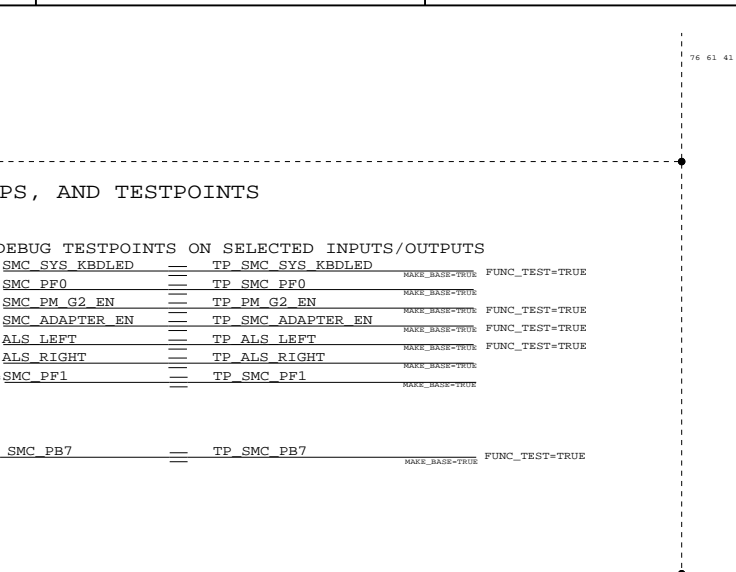 76 61 41
PS, AND TESTPOINTS
DEBUG TESTPOINTS ON SELECTED INPUTS/OUTPUTS
SMC_SYS_KBDLED TP_SMC_SYS_KBDLED MAKE_BASE=TRUE FUNC_TEST=TRUE
SMC_PF0 TP_SMC_PF0 MAKE_BASE=TRUE
SMC_PM_G2_EN TP_PM_G2_EN MAKE_BASE=TRUE FUNC_TEST=TRUE
SMC_ADAPTER_EN TP_SMC_ADAPTER_EN MAKE_BASE=TRUE FUNC_TEST=TRUE
ALS_LEFT TP_ALS_LEFT MAKE_BASE=TRUE FUNC_TEST=TRUE
ALS_RIGHT TP_ALS_RIGHT MAKE_BASE=TRUE
SMC_PF1 TP_SMC_PF1 MAKE_BASE=TRUE
SMC_PB7 TP_SMC_PB7 MAKE_BASE=TRUE FUNC_TEST=TRUE